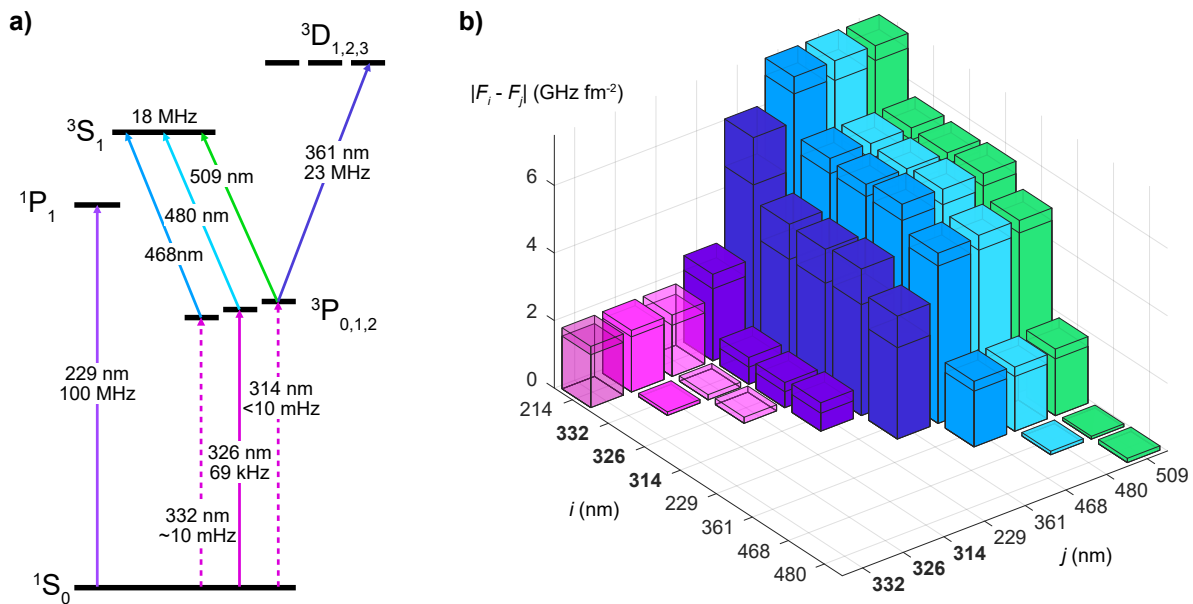 a)
³D₁,₂,₃
³S₁
18 MHz
361 nm
23 MHz
509 nm
¹P₁
480 nm
468nm
³P₀,₁,₂
229 nm
100 MHz
314 nm
<10 mHz
326 nm
69 kHz
332 nm
~10 mHz
¹S₀
b)
|Fᵢ - Fⱼ| (GHz fm⁻²)
6
4
2
0
214
332
326
314
229
361
468
480
i (nm)
332
326
314
229
361
468
480
509
j (nm)